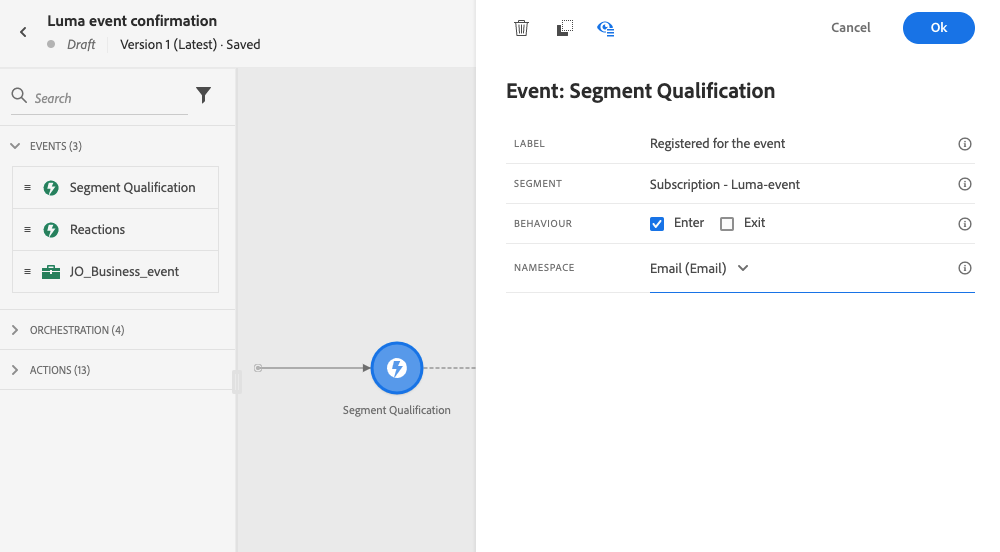 Luma event confirmation
Draft Version 1 (Latest) · Saved
Search
EVENTS (3)
Segment Qualification
Reactions
JO_Business_event
ORCHESTRATION (4)
ACTIONS (13)
Segment Qualification
Cancel Ok
Event: Segment Qualification
LABEL Registered for the event
SEGMENT Subscription - Luma-event
BEHAVIOUR Enter Exit
NAMESPACE Email (Email)